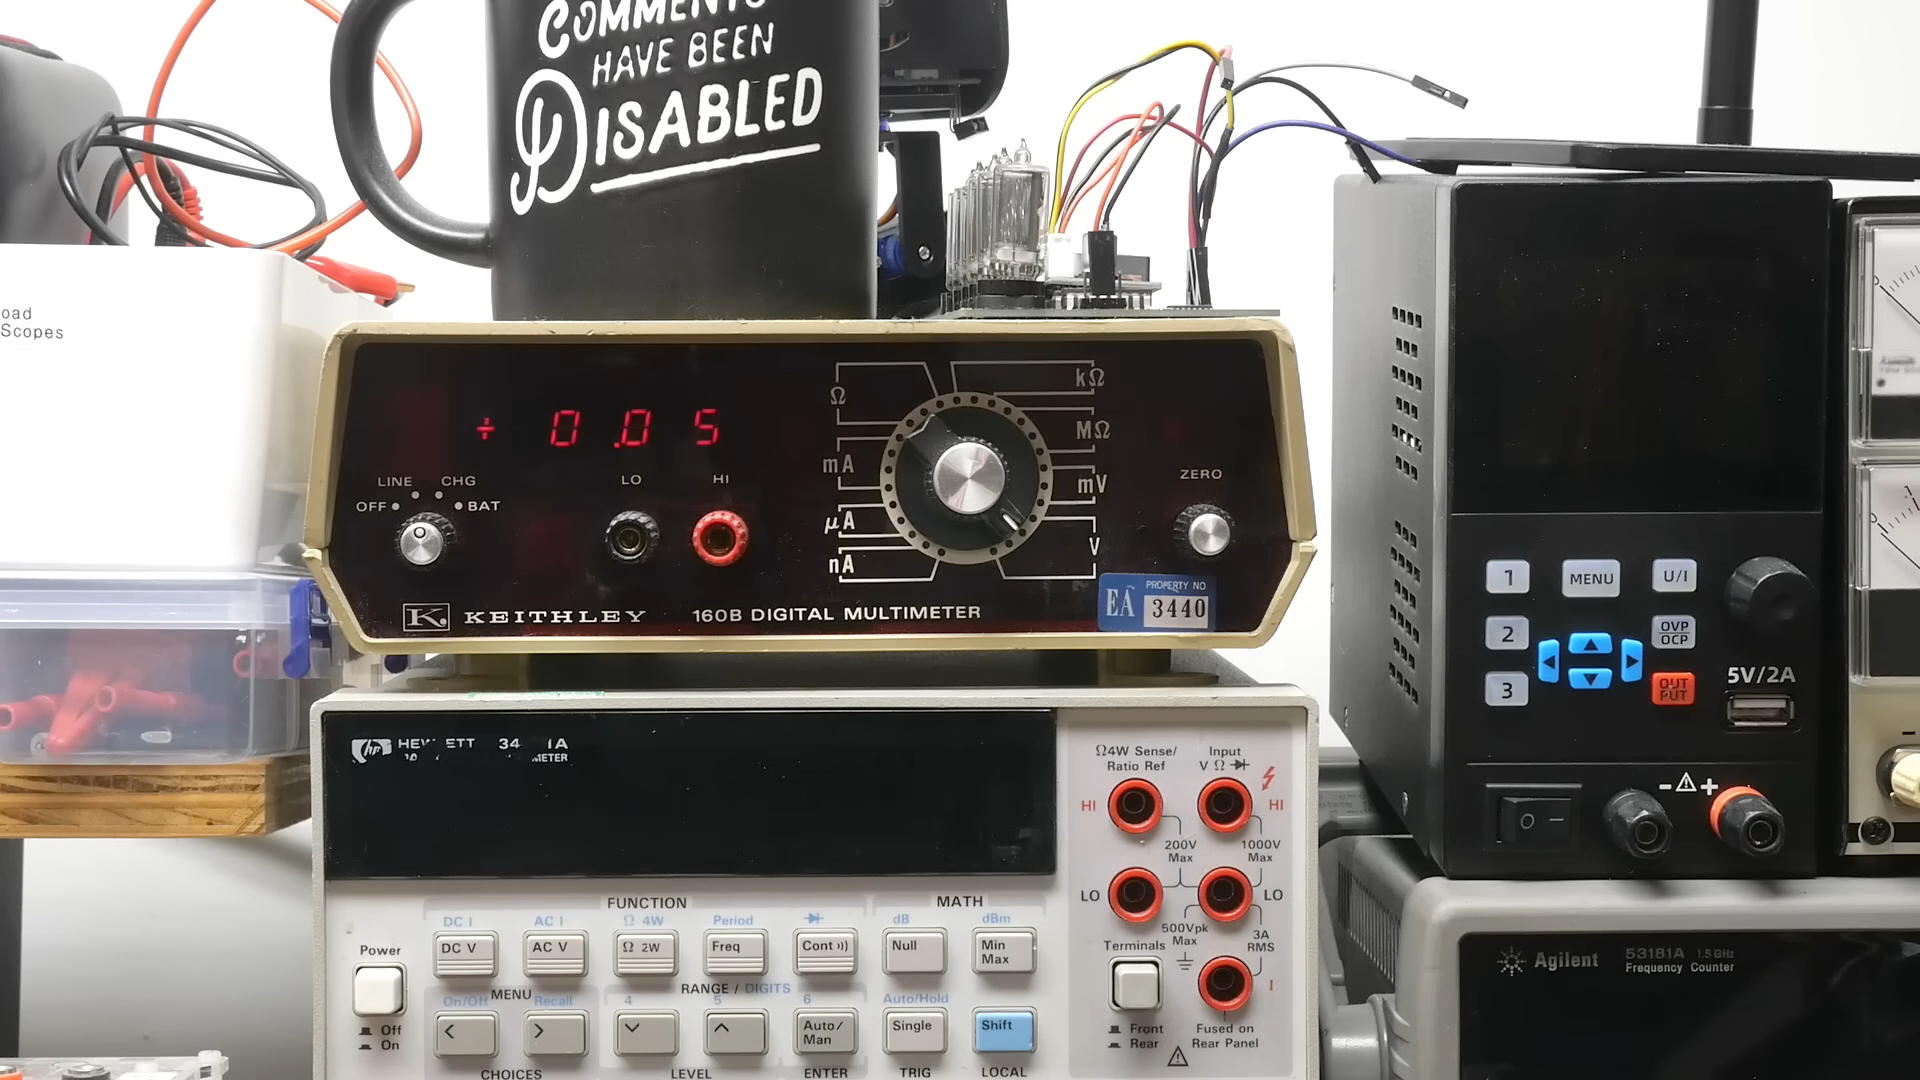 COMMENTS
HAVE BEEN
DISABLED
oad
Scopes
0.05
Ω
kΩ
MΩ
mA
mV
μA
V
nA
LINE
CHG
OFF
BAT
LO
HI
ZERO
KEITHLEY
160B DIGITAL MULTIMETER
PROPERTY NO
EA 3440
hp
34 1A
METER
Ω4W Sense/
Ratio Ref
Input
V Ω
HI
HI
200V
Max
1000V
Max
LO
LO
500Vpk
Max
3A
RMS
Terminals
I
Front
Rear
Fused on
Rear Panel
Power
Off
On
FUNCTION
MATH
DC I
AC I
Ω 4W
Period
dB
dBm
DC V
AC V
Ω 2W
Freq
Cont
Null
Min
Max
MENU
RANGE / DIGITS
On/Off
Recall
4
5
6
Auto/Hold
Auto/
Man
Single
Shift
CHOICES
LEVEL
ENTER
TRIG
LOCAL
1
MENU
U/I
2
OVP
OCP
3
OUT
PUT
5V/2A
Agilent
53181A 1.5 GHz
Frequency Counter